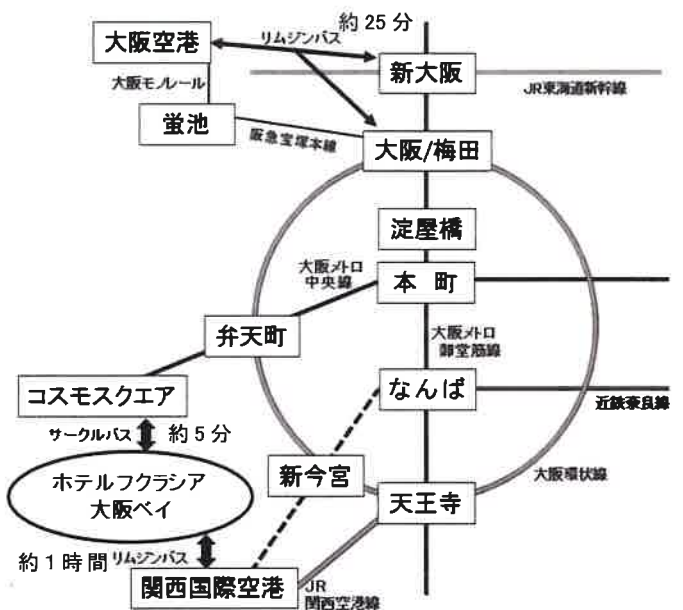 約25分
リムジンバス
大阪空港
新大阪
大阪モノレール
JR東海道新幹線
蛍池
阪急宝塚本線
大阪/梅田
淀屋橋
大阪メトロ
中央線
本 町
弁天町
大阪メトロ
御堂筋線
なんば
コスモスクエア
近鉄奈良線
サークルバス
約5分
ホテルフクラシア
大阪ベイ
新今宮
大阪環状線
天王寺
約1時間
リムジンバス
関西国際空港
JR
関西空港線